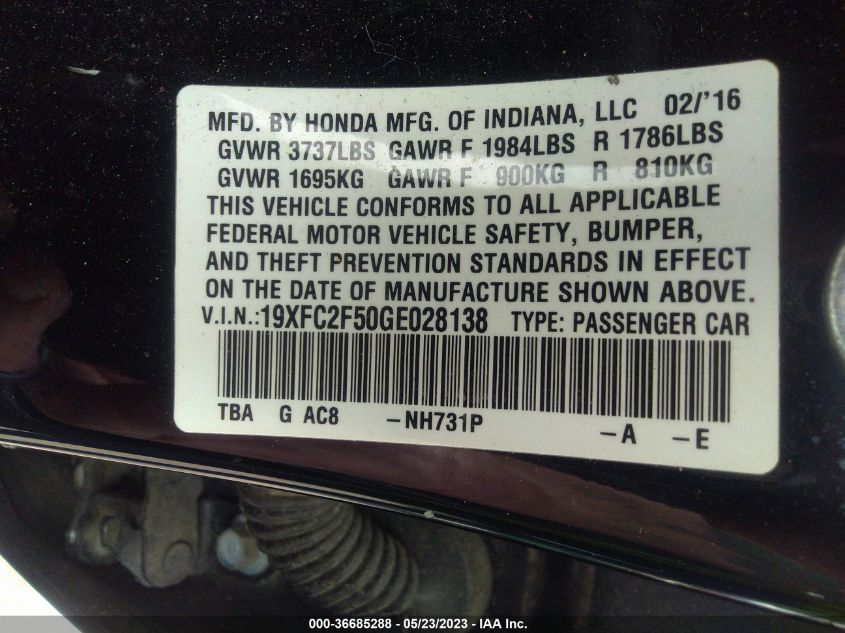 MFD. BY HONDA MFG. OF INDIANA, LLC 02/'16
GVWR 3737LBS GAWR F 1984LBS R 1786LBS
GVWR 1695KG GAWR F 900KG R 810KG
THIS VEHICLE CONFORMS TO ALL APPLICABLE
FEDERAL MOTOR VEHICLE SAFETY, BUMPER,
AND THEFT PREVENTION STANDARDS IN EFFECT
ON THE DATE OF MANUFACTURE SHOWN ABOVE.
V.I.N.:19XFC2F50GE028138 TYPE: PASSENGER CAR
TBA G AC8 -NH731P -A -E
000-36685288 - 05/23/2023 - IAA Inc.